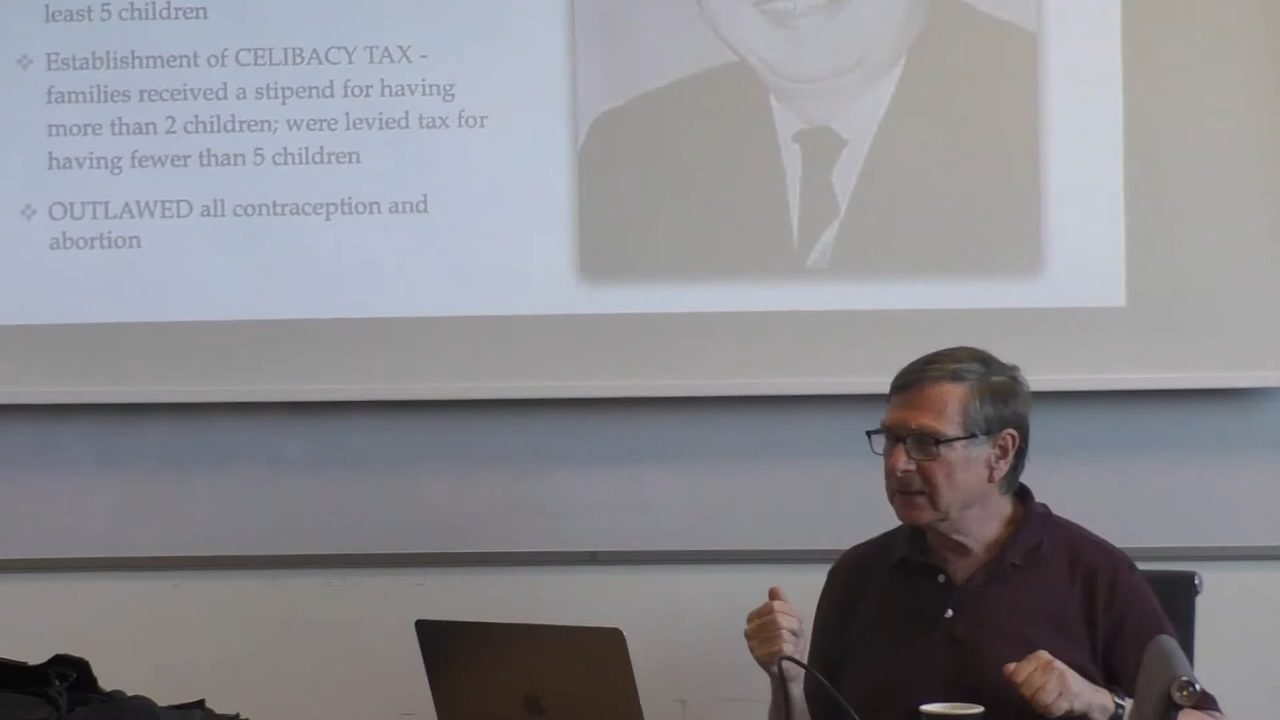 least 5 children
Establishment of CELIBACY TAX -
families received a stipend for having
more than 2 children; were levied tax for
having fewer than 5 children
OUTLAWED all contraception and
abortion